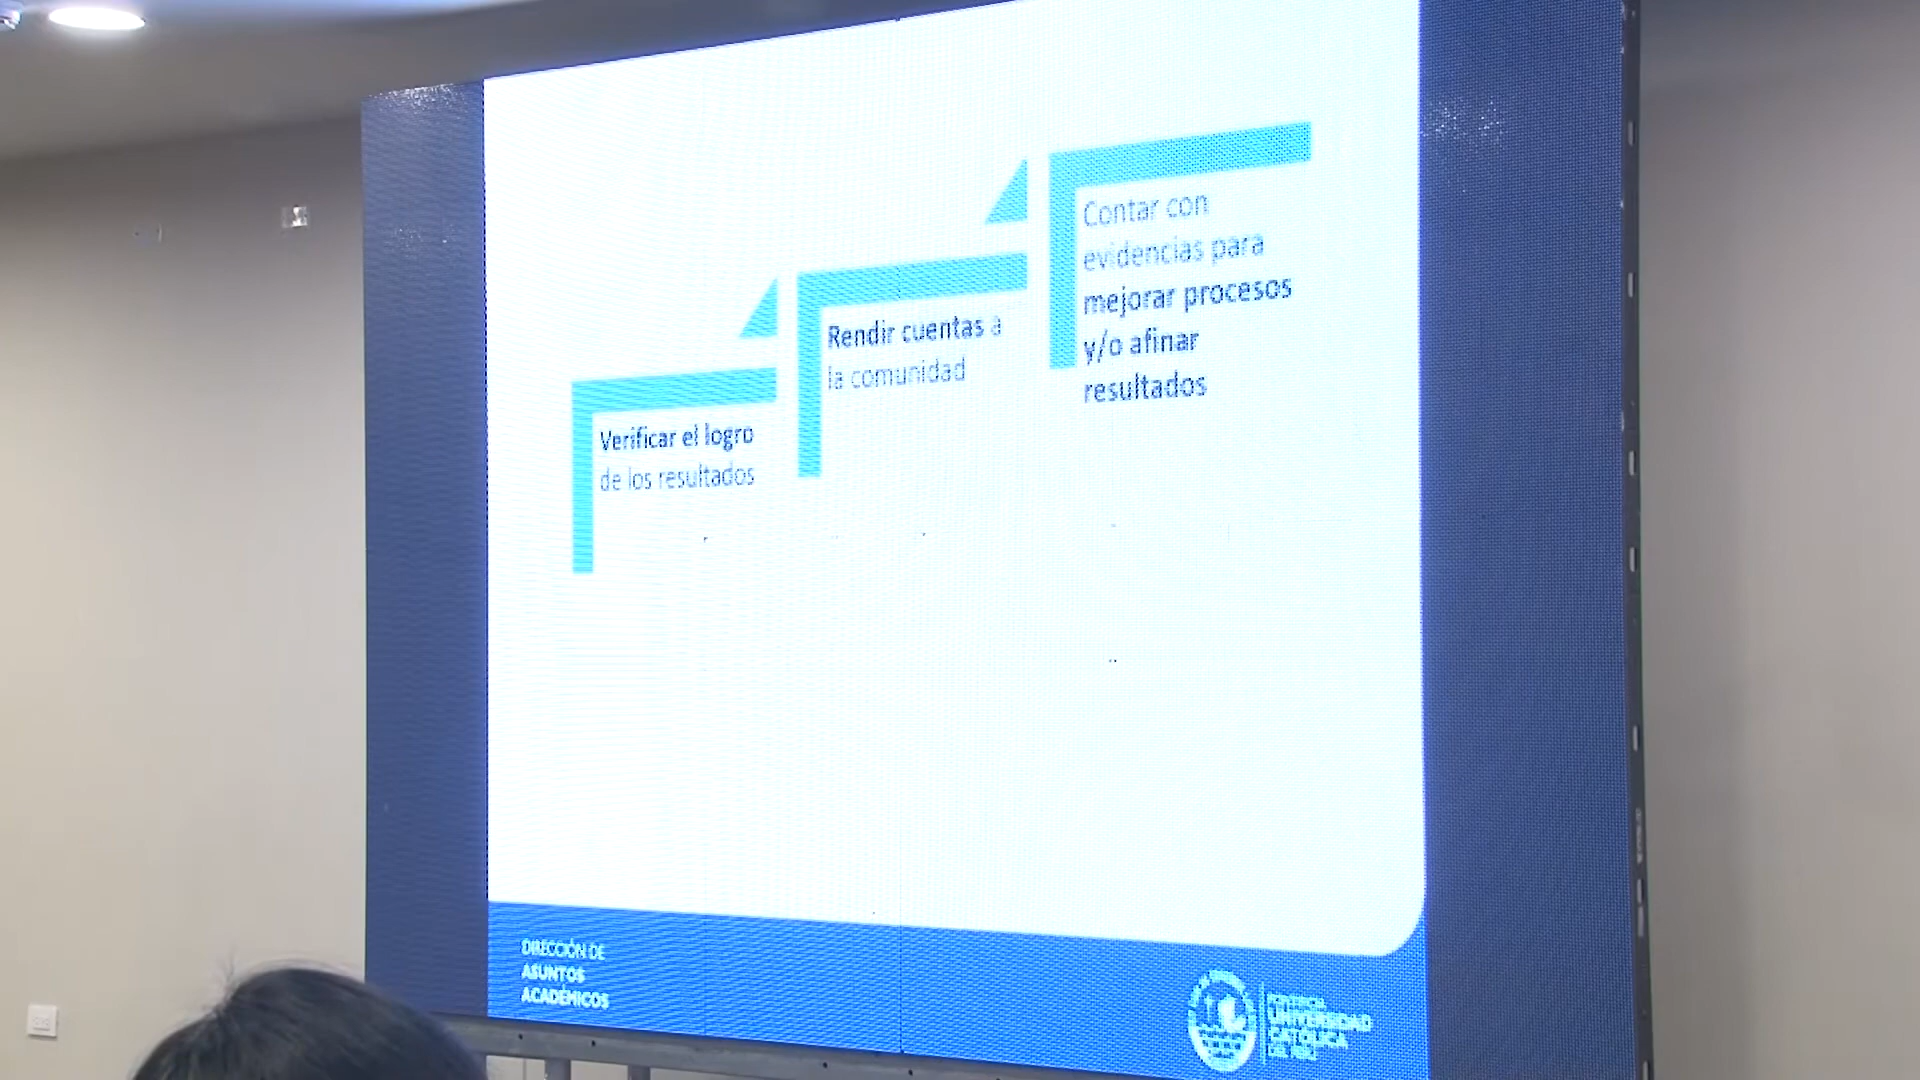 Verificar el logro
de los resultados
Rendir cuentas a
la comunidad
Contar con
evidencias para
mejorar procesos
y/o afinar
resultados
DIRECCIÓN DE
ASUNTOS
ACADÉMICOS
PONTIFICIA
UNIVERSIDAD
CATÓLICA
DEL PERÚ